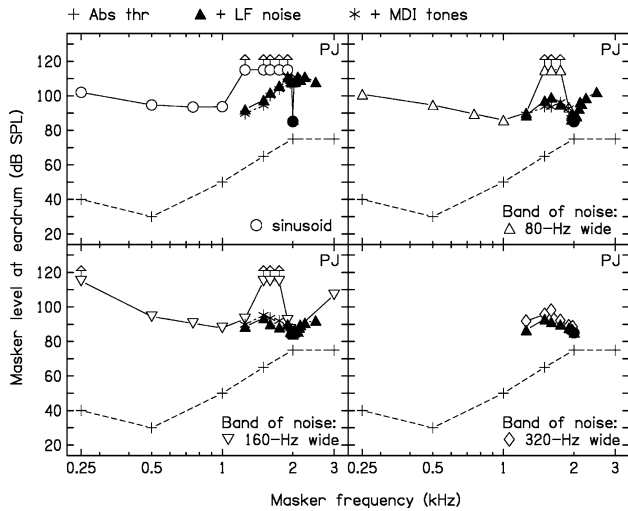 + Abs thr ▲ + LF noise ✳ + MDI tones
PJ
PJ
120
100
80
60
40
20
○ sinusoid
Band of noise:
△ 80-Hz wide
PJ
PJ
120
100
80
60
40
20
Band of noise:
▽ 160-Hz wide
Band of noise:
◇ 320-Hz wide
0.25 0.5 1 2 3 0.25 0.5 1 2 3
Masker frequency (kHz)
Masker level at eardrum (dB SPL)